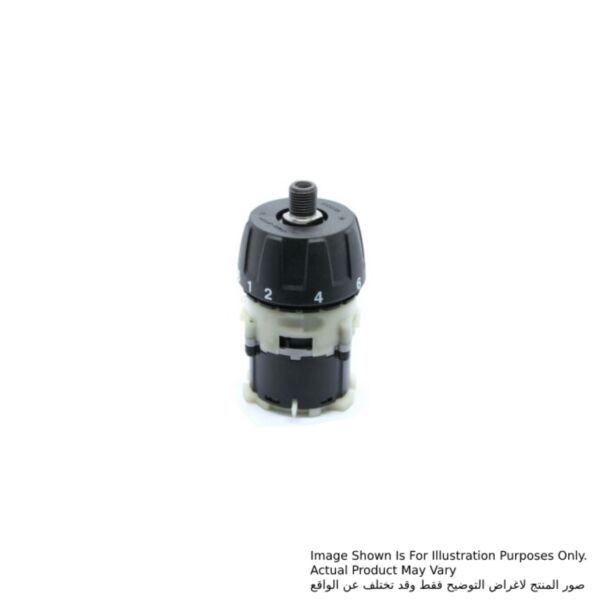 1 2 4 6
Image Shown Is For Illustration Purposes Only.
Actual Product May Vary
صور المنتج لاغراض التوضيح فقط وقد تختلف عن الواقع